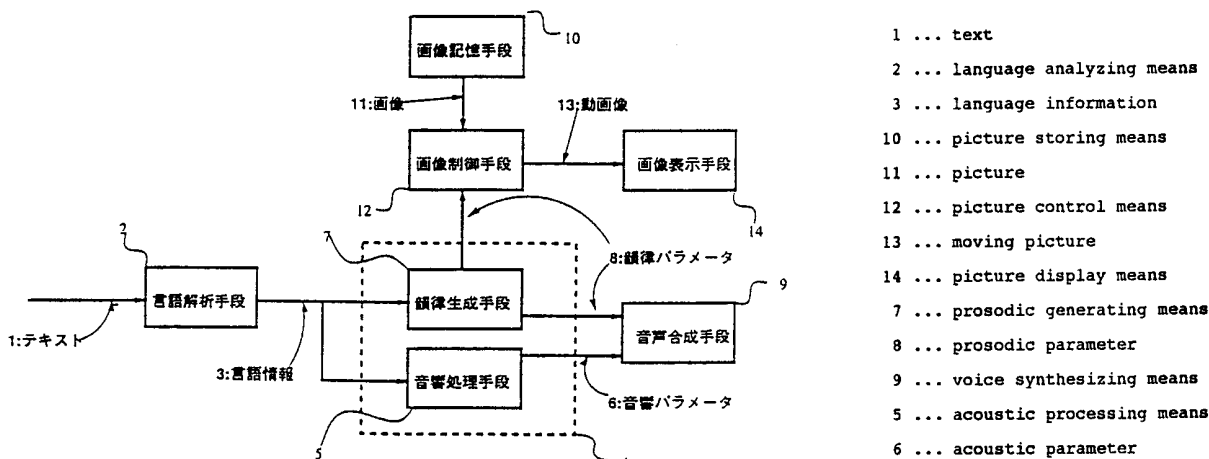 10
画像記憶手段
11:画像
13:動画像
画像制御手段
画像表示手段
12
14
2
7
8:韻律パラメータ
言語解析手段
韻律生成手段
9
1:テキスト
音声合成手段
3:言語情報
音響処理手段
6:音響パラメータ
5
1 ... text
2 ... language analyzing means
3 ... language information
10 ... picture storing means
11 ... picture
12 ... picture control means
13 ... moving picture
14 ... picture display means
7 ... prosodic generating means
8 ... prosodic parameter
9 ... voice synthesizing means
5 ... acoustic processing means
6 ... acoustic parameter